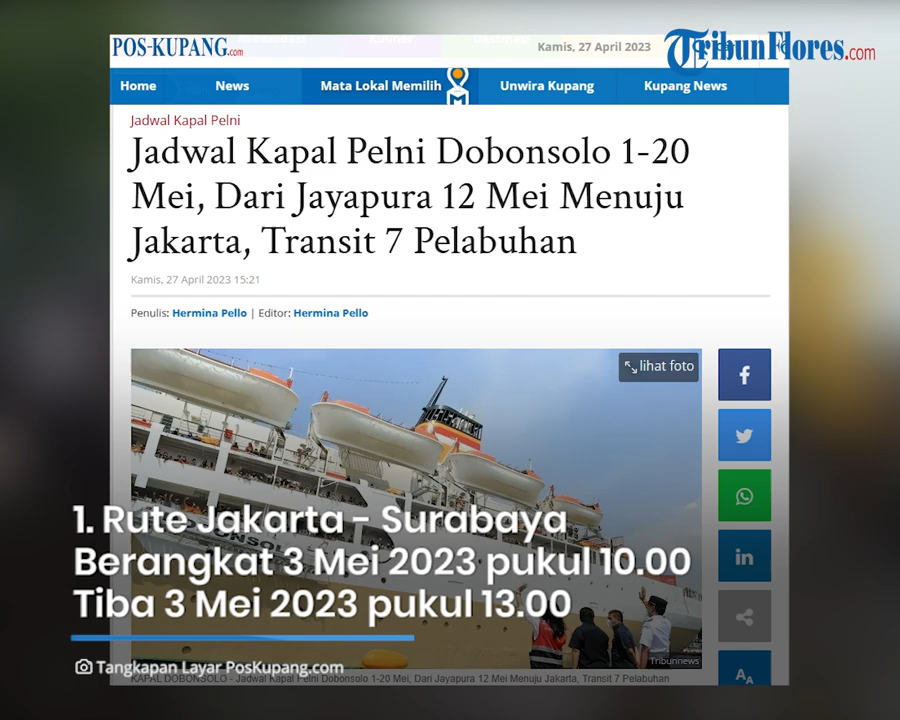 POS-KUPANG.com
Kamis, 27 April 2023
TribunFlores.com
Home News Mata Lokal Memilih Unwira Kupang Kupang News
Jadwal Kapal Pelni
Jadwal Kapal Pelni Dobonsolo 1-20
Mei, Dari Jayapura 12 Mei Menuju
Jakarta, Transit 7 Pelabuhan
Kamis, 27 April 2023 15:21
Penulis: Hermina Pello | Editor: Hermina Pello
lihat foto
1. Rute Jakarta - Surabaya
Berangkat 3 Mei 2023 pukul 10.00
Tiba 3 Mei 2023 pukul 13.00
Tribunnews
Tangkapan Layar PosKupang.com
KAPAL DOBONSOLO - Jadwal Kapal Pelni Dobonsolo 1-20 Mei, Dari Jayapura 12 Mei Menuju Jakarta, Transit 7 Pelabuhan
AA